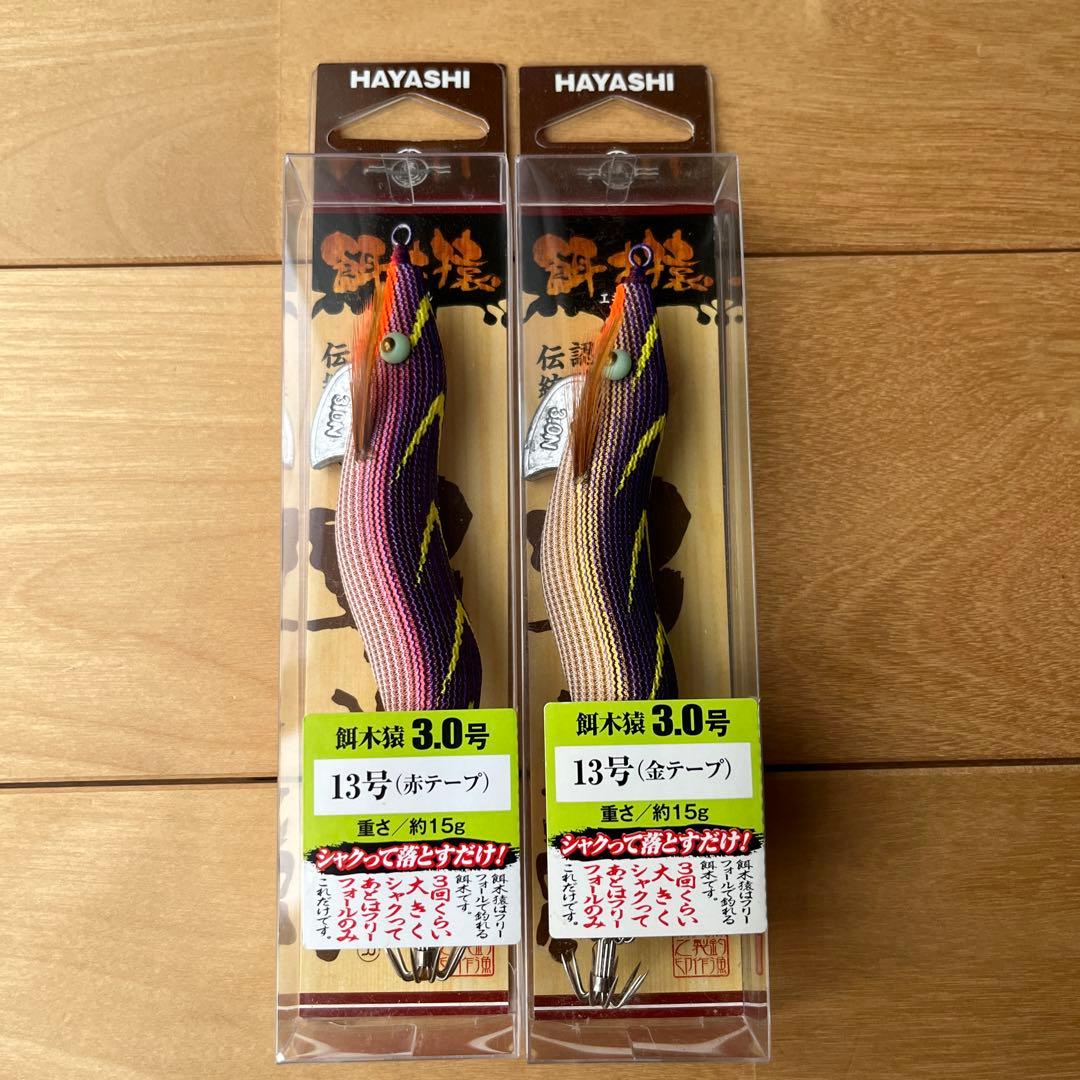 HAYASHI
餌木猿
伝
3iON
餌木猿 3.0号
13号(赤テープ)
重さ/約15g
シャクって落とすだけ!
餌木猿はフリー
フォールで釣れる
餌木です。
3回くらい
大きく
シャクって
あとはフリー
フォールのみ
これだけです。
HAYASHI
餌木猿
エ
認
伝統
3iON
餌木猿 3.0号
13号(金テープ)
重さ/約15g
シャクって落とすだけ!
餌木猿はフリー
フォールで釣れる
餌木です。
3回くらい
大きく
シャクって
あとはフリー
フォールのみ
これだけです。